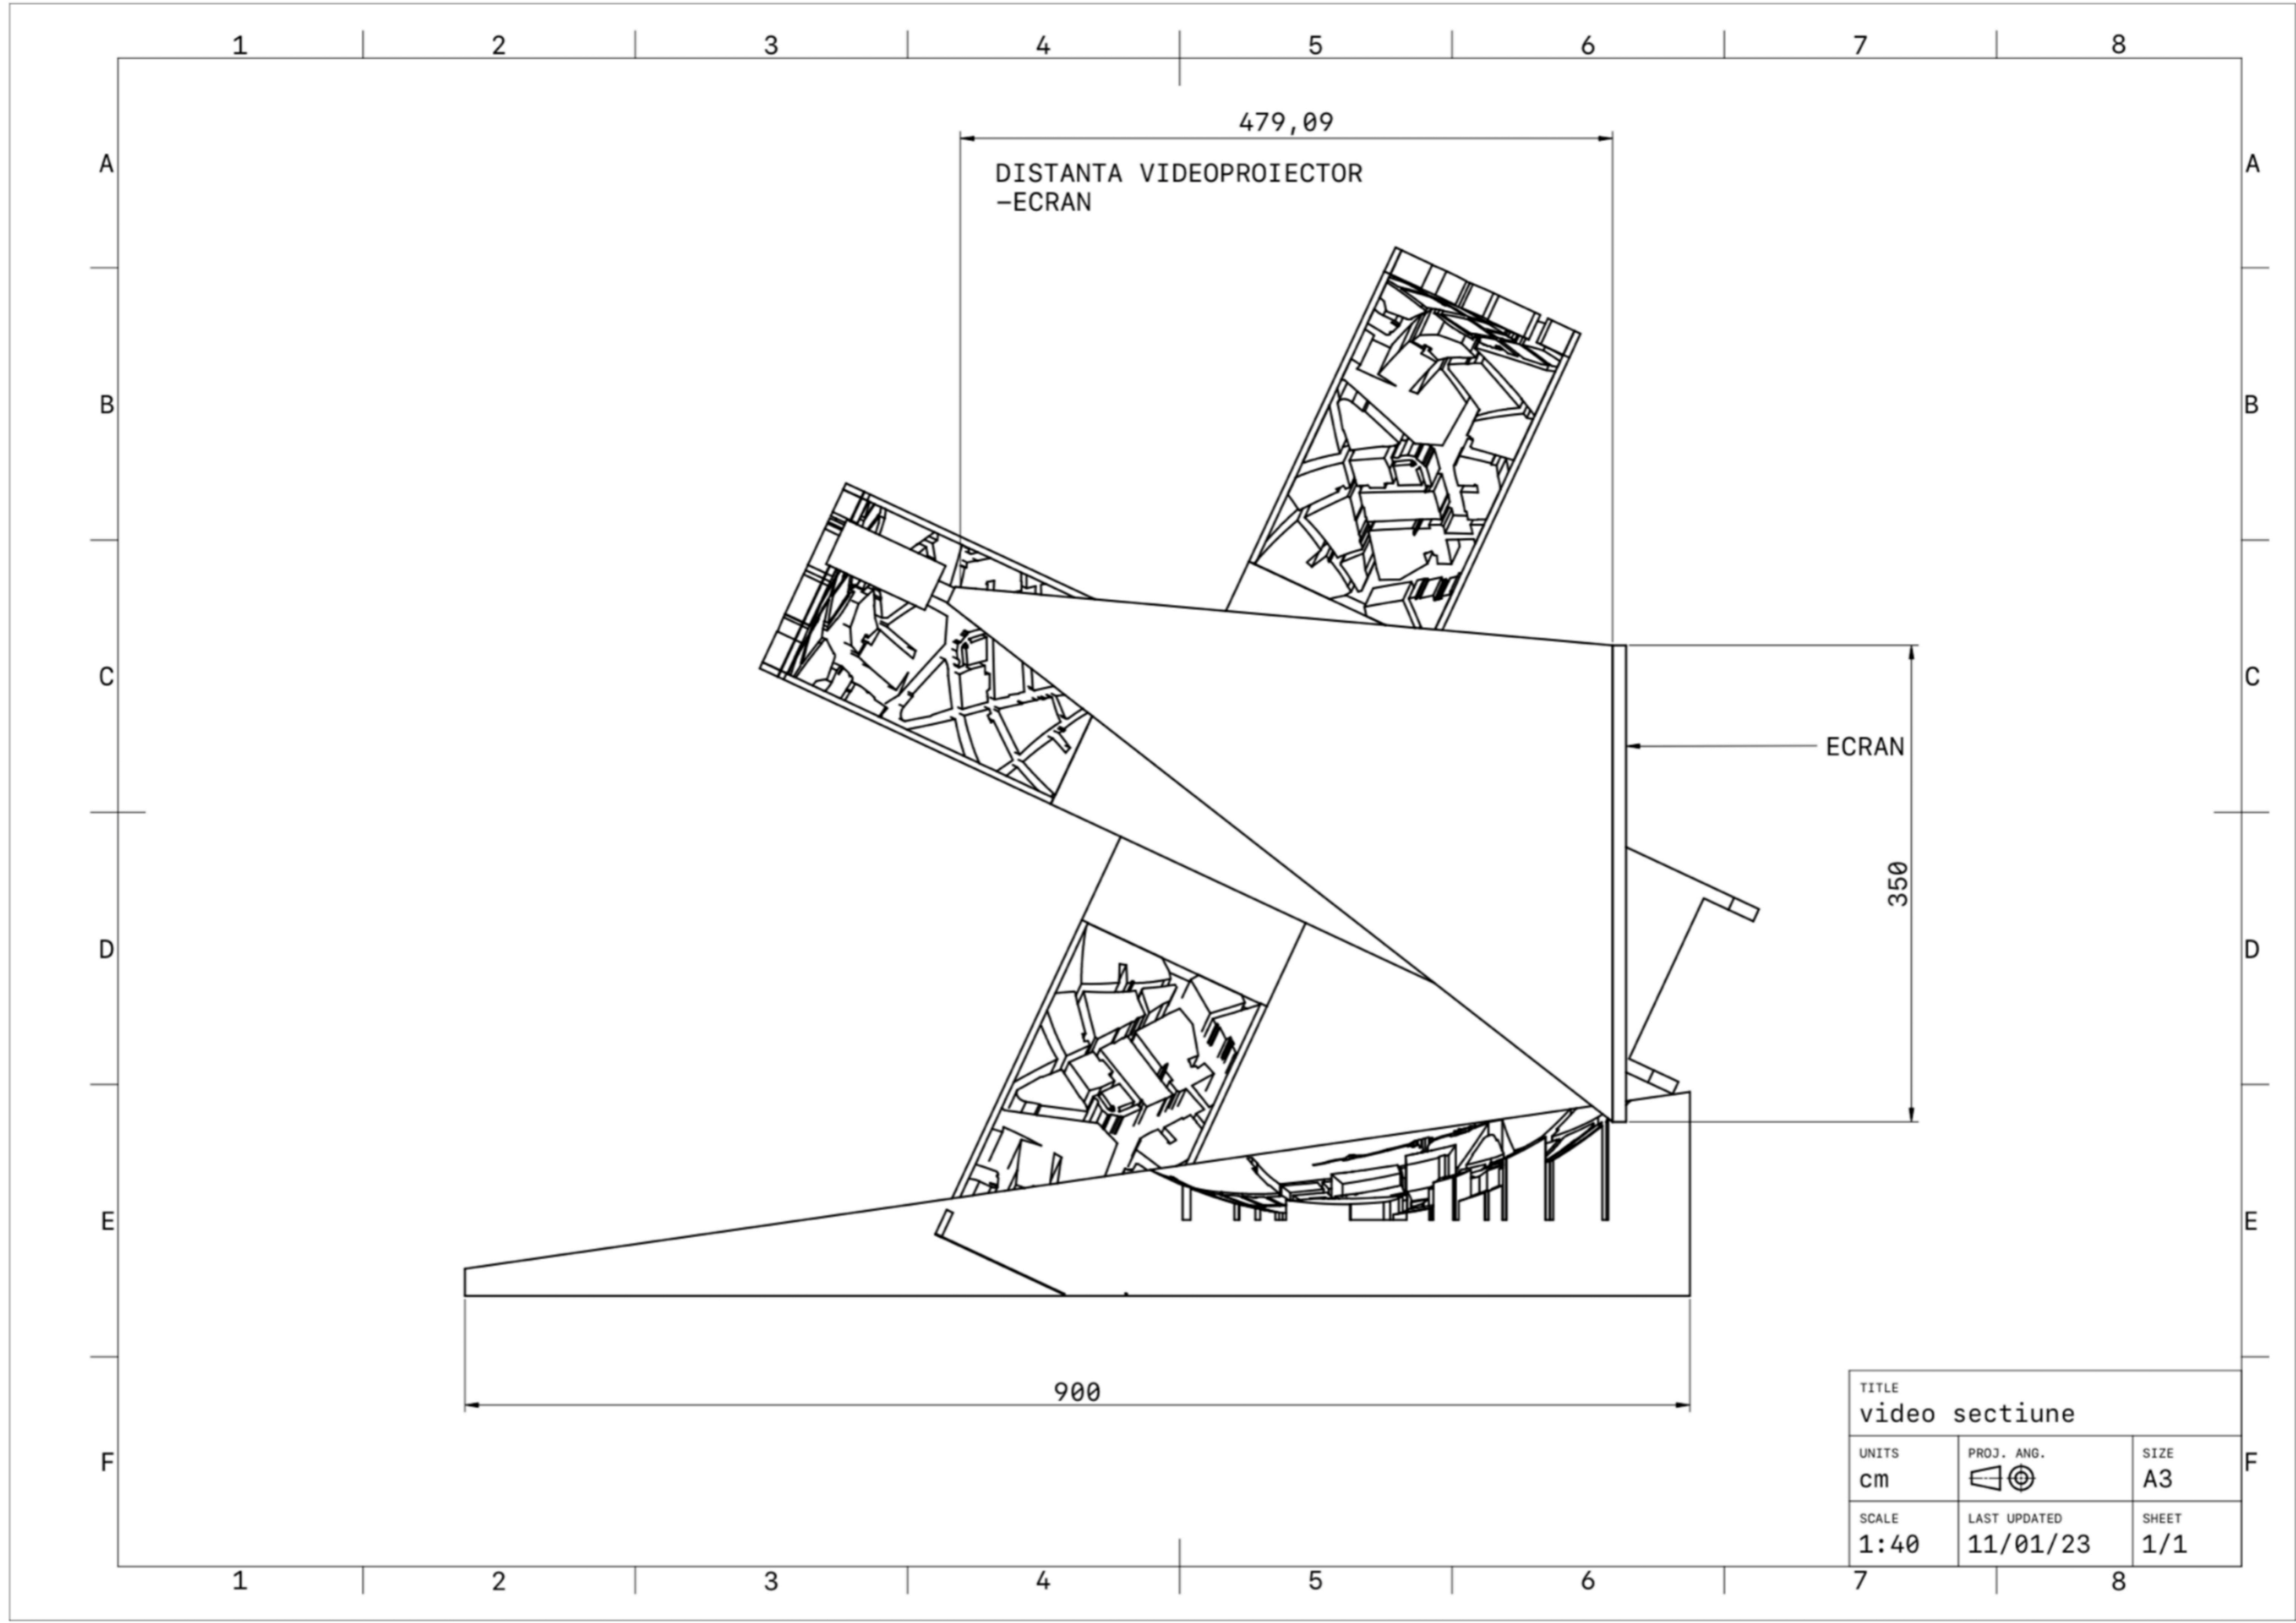 1 2 3 4 5 6 7 8
479,09
A A
DISTANTA VIDEOPROIECTOR
-ECRAN
B B
C C
ECRAN
350
D D
E E
900
TITLE
video sectiune
F F
UNITS PROJ. ANG. SIZE
cm A3
SCALE LAST UPDATED SHEET
1:40 11/01/23 1/1
1 2 3 4 5 6 7 8